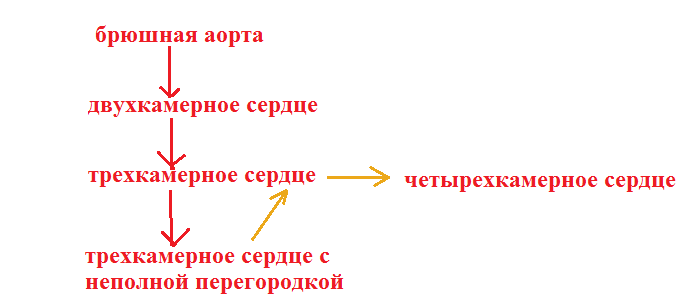 брюшная аорта
двухкамерное сердце
трехкамерное сердце
четырехкамерное сердце
трехкамерное сердце с
неполной перегородкой